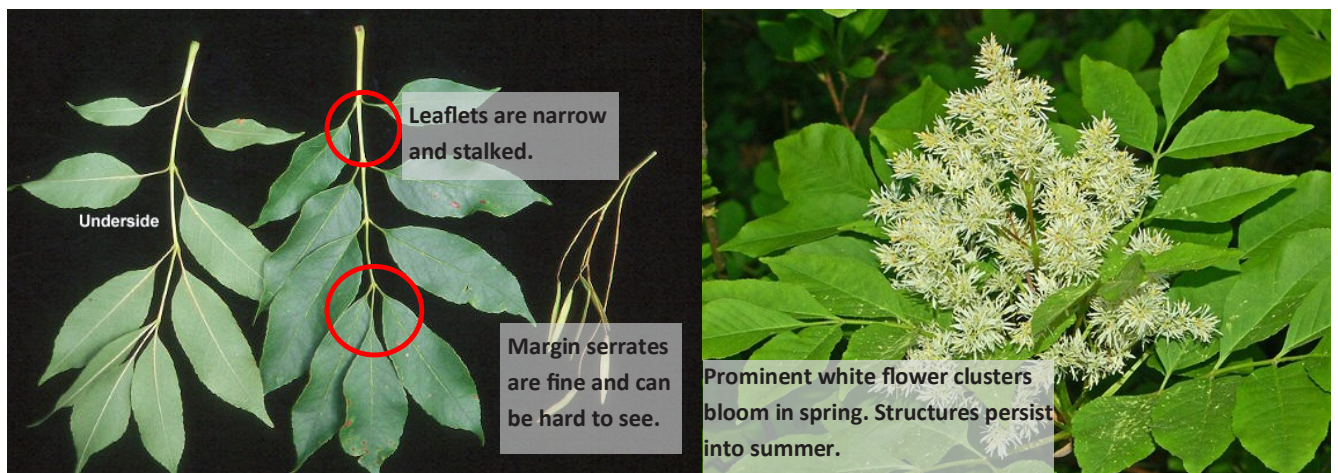 Leaflets are narrow
and stalked.
Underside
Margin serrates
are fine and can
be hard to see.
Prominent white flower clusters
bloom in spring. Structures persist
into summer.